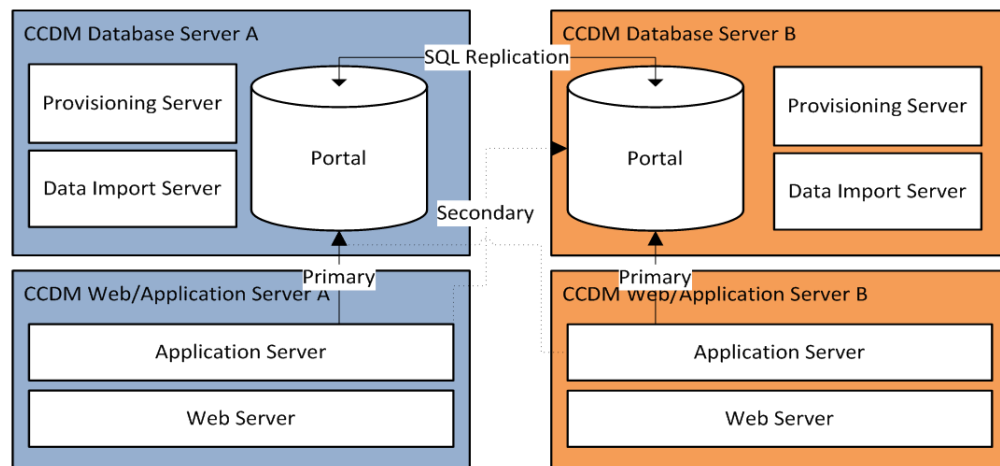 CCDM Database Server A
Provisioning Server
Data Import Server
Portal
SQL Replication
CCDM Database Server B
Portal
Provisioning Server
Data Import Server
Secondary
Primary
Primary
CCDM Web/Application Server A
Application Server
Web Server
CCDM Web/Application Server B
Application Server
Web Server